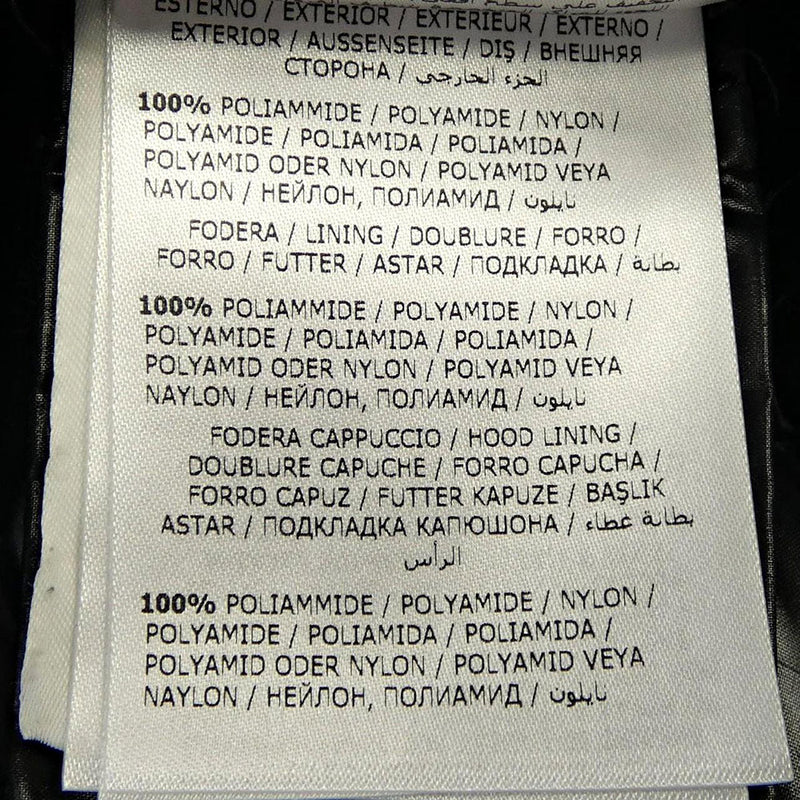 ESTERNO / EXTERIOR / EXTERIEUR / EXTERNO /
EXTERIOR / AUSSENSEITE / DIŞ / ВНЕШНЯЯ
СТОРОНА / الجزء الخارجي
100% POLIAMMIDE / POLYAMIDE / NYLON /
POLYAMIDE / POLIAMIDA / POLIAMIDA /
POLYAMID ODER NYLON / POLYAMID VEYA
NAYLON / НЕЙЛОН, ПОЛИАМИД / نايلون
FODERA / LINING / DOUBLURE / FORRO /
FORRO / FUTTER / ASTAR / ПОДКЛАДКА / بطانة
100% POLIAMMIDE / POLYAMIDE / NYLON /
POLYAMIDE / POLIAMIDA / POLIAMIDA /
POLYAMID ODER NYLON / POLYAMID VEYA
NAYLON / НЕЙЛОН, ПОЛИАМИД / نايلون
FODERA CAPPUCCIO / HOOD LINING /
DOUBLURE CAPUCHE / FORRO CAPUCHA /
FORRO CAPUZ / FUTTER KAPUZE / BAŞLIK
ASTAR / ПОДКЛАДКА КАПЮШОНА / بطانة غطاء
الرأس
100% POLIAMMIDE / POLYAMIDE / NYLON /
POLYAMIDE / POLIAMIDA / POLIAMIDA /
POLYAMID ODER NYLON / POLYAMID VEYA
NAYLON / НЕЙЛОН, ПОЛИАМИД / نايلون